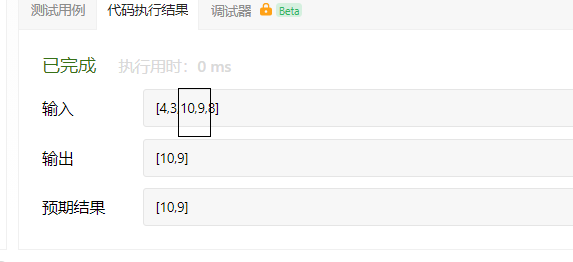 测试用例 代码执行结果 调试器 Beta
已完成 执行用时：0 ms
输入 [4,3,10,9,8]
输出 [10,9]
预期结果 [10,9]